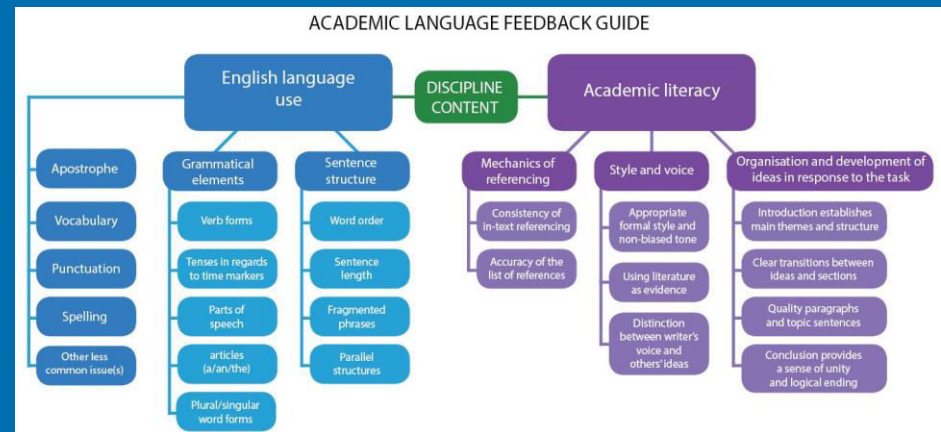 ACADEMIC LANGUAGE FEEDBACK GUIDE
English language
use
DISCIPLINE
CONTENT
Academic literacy
Apostrophe
Vocabulary
Punctuation
Spelling
Other less
common issue(s)
Grammatical
elements
Verb forms
Tenses in regards
to time markers
Parts of
speech
articles
(a/an/the)
Plural/singular
word forms
Sentence
structure
Word order
Sentence
length
Fragmented
phrases
Parallel
structures
Mechanics of
referencing
Consistency of
in-text referencing
Accuracy of the
list of references
Style and voice
Appropriate
formal style and
non-biased tone
Using literature
as evidence
Distinction
between writer's
voice and
others' ideas
Organisation and development of
ideas in response to the task
Introduction establishes
main themes and structure
Clear transitions between
ideas and sections
Quality paragraphs
and topic sentences
Conclusion provides
a sense of unity
and logical ending